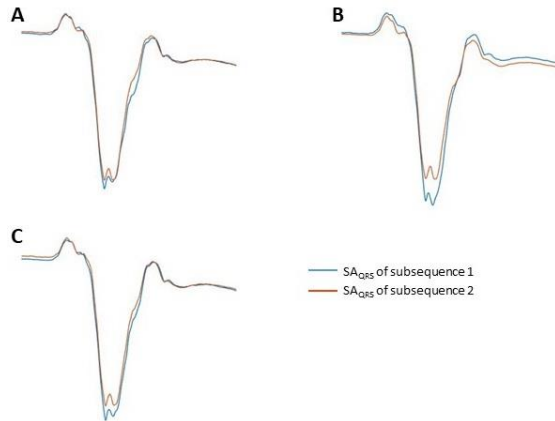 A
B
C
SA_QRS of subsequence 1
SA_QRS of subsequence 2